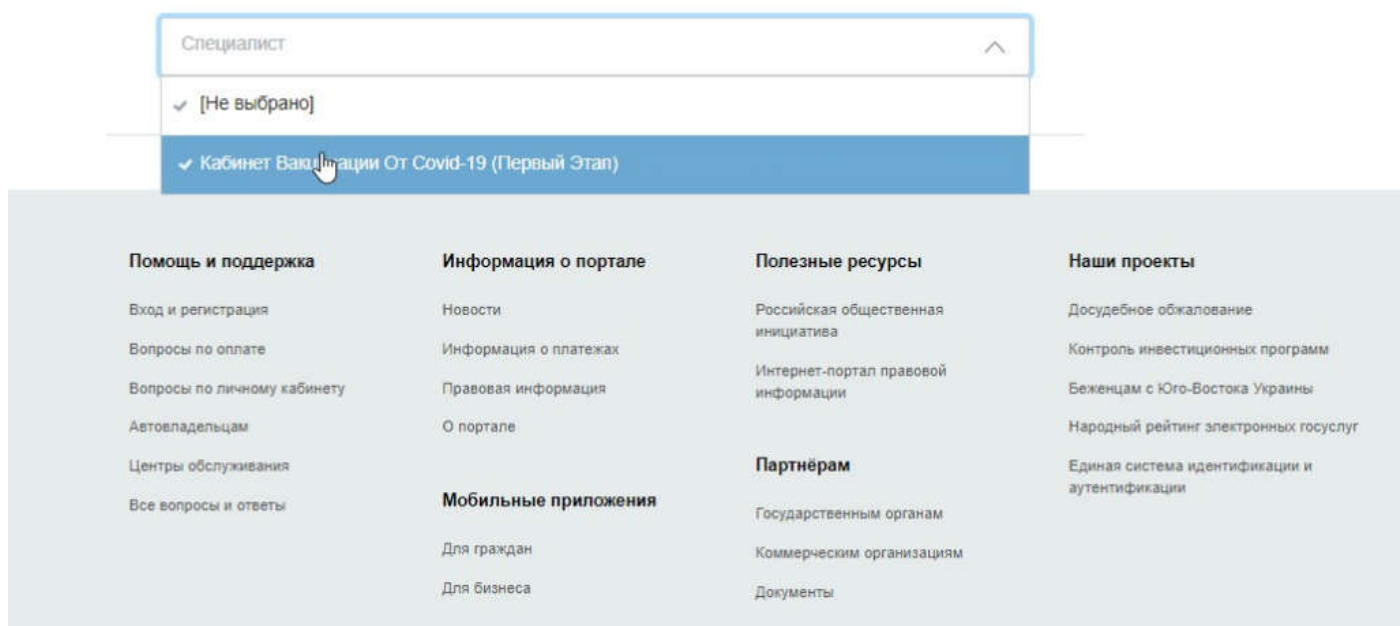 Специалист
[Не выбрано]
Кабинет Вакцинации От Covid-19 (Первый Этап)
Помощь и поддержка
Вход и регистрация
Вопросы по оплате
Вопросы по личному кабинету
Автовладельцам
Центры обслуживания
Все вопросы и ответы
Информация о портале
Новости
Информация о платежах
Правовая информация
О портале
Мобильные приложения
Для граждан
Для бизнеса
Полезные ресурсы
Российская общественная
инициатива
Интернет-портал правовой
информации
Партнёрам
Государственным органам
Коммерческим организациям
Документы
Наши проекты
Досудебное обжалование
Контроль инвестиционных программ
Беженцам с Юго-Востока Украины
Народный рейтинг электронных госуслуг
Единая система идентификации и
аутентификации